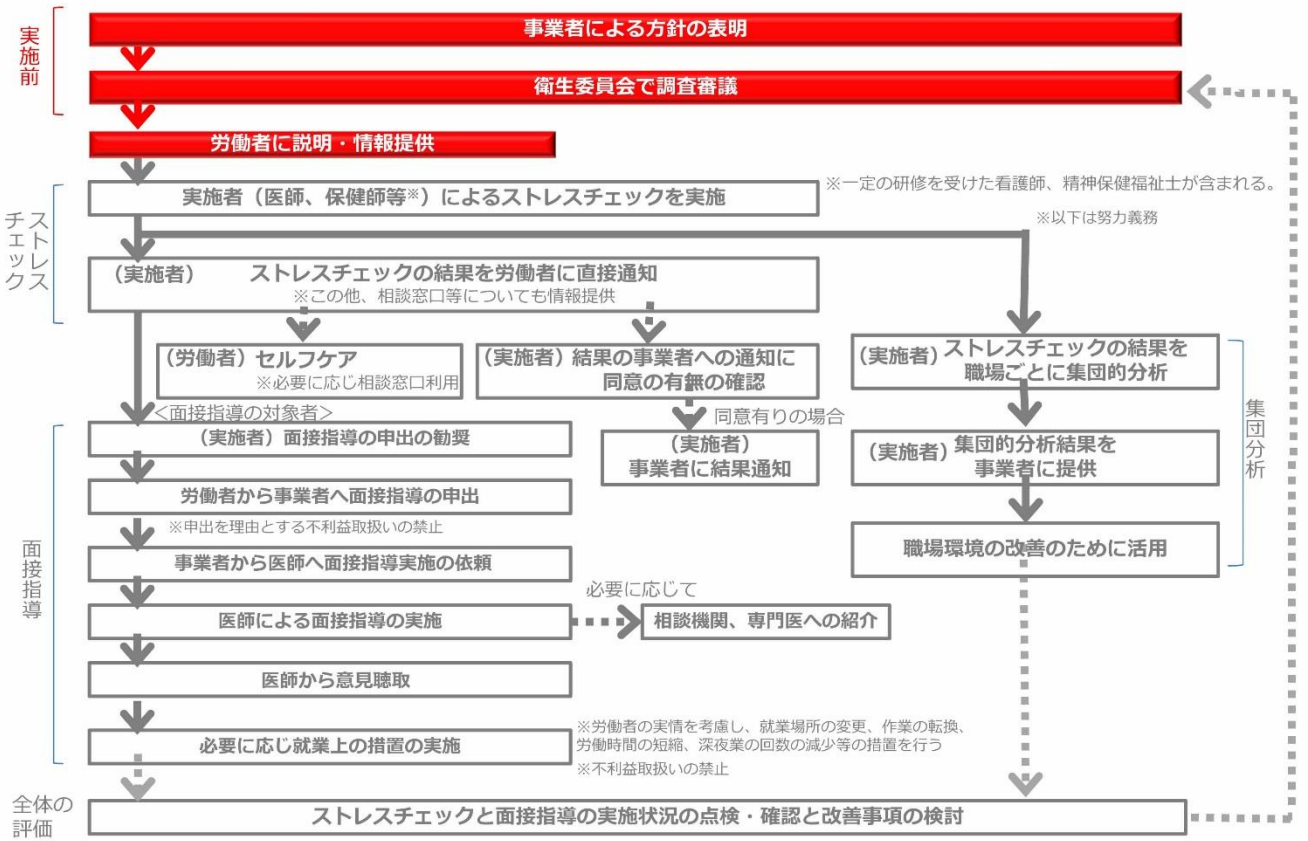 実施前
事業者による方針の表明
衛生委員会で調査審議
労働者に説明・情報提供
ストレス
チェック
実施者（医師、保健師等※）によるストレスチェックを実施
※一定の研修を受けた看護師、精神保健福祉士が含まれる。
※以下は努力義務
（実施者）　ストレスチェックの結果を労働者に直接通知
※この他、相談窓口等についても情報提供
（労働者）セルフケア
※必要に応じ相談窓口利用
（実施者）結果の事業者への通知に
同意の有無の確認
（実施者）ストレスチェックの結果を
職場ごとに集団的分析
＜面接指導の対象者＞
同意有りの場合
集団分析
面接指導
（実施者）面接指導の申出の勧奨
（実施者）
事業者に結果通知
（実施者）集団的分析結果を
事業者に提供
労働者から事業者へ面接指導の申出
※申出を理由とする不利益取扱いの禁止
職場環境の改善のために活用
事業者から医師へ面接指導実施の依頼
必要に応じて
医師による面接指導の実施
相談機関、専門医への紹介
医師から意見聴取
必要に応じ就業上の措置の実施
※労働者の実情を考慮し、就業場所の変更、作業の転換、
労働時間の短縮、深夜業の回数の減少等の措置を行う
※不利益取扱いの禁止
全体の
評価
ストレスチェックと面接指導の実施状況の点検・確認と改善事項の検討